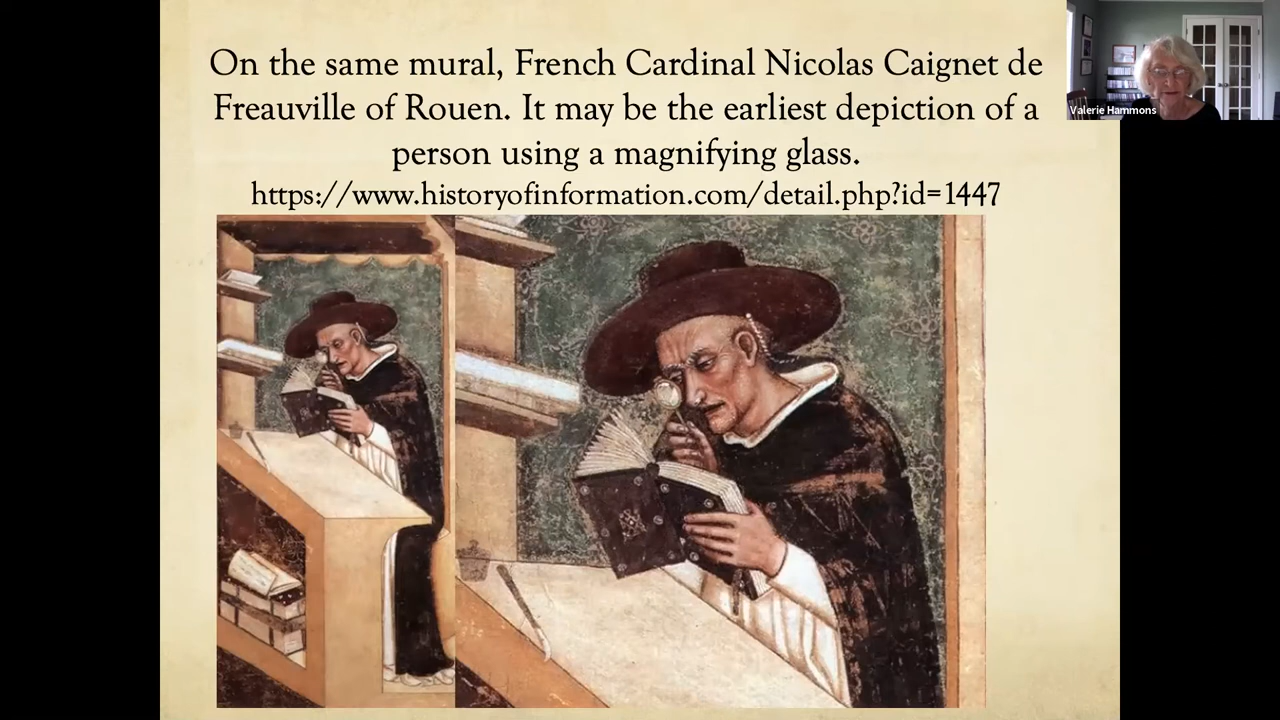 On the same mural, French Cardinal Nicolas Caignet de
Freauville of Rouen. It may be the earliest depiction of a
person using a magnifying glass.
https://www.historyofinformation.com/detail.php?id=1447
Valerie Hammons